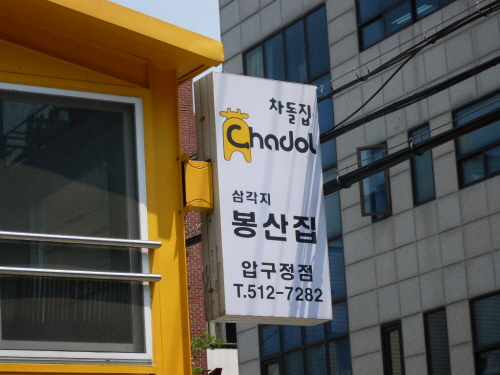 차돌집
chadol
삼각지
봉산집
압구정점
T.512-7282